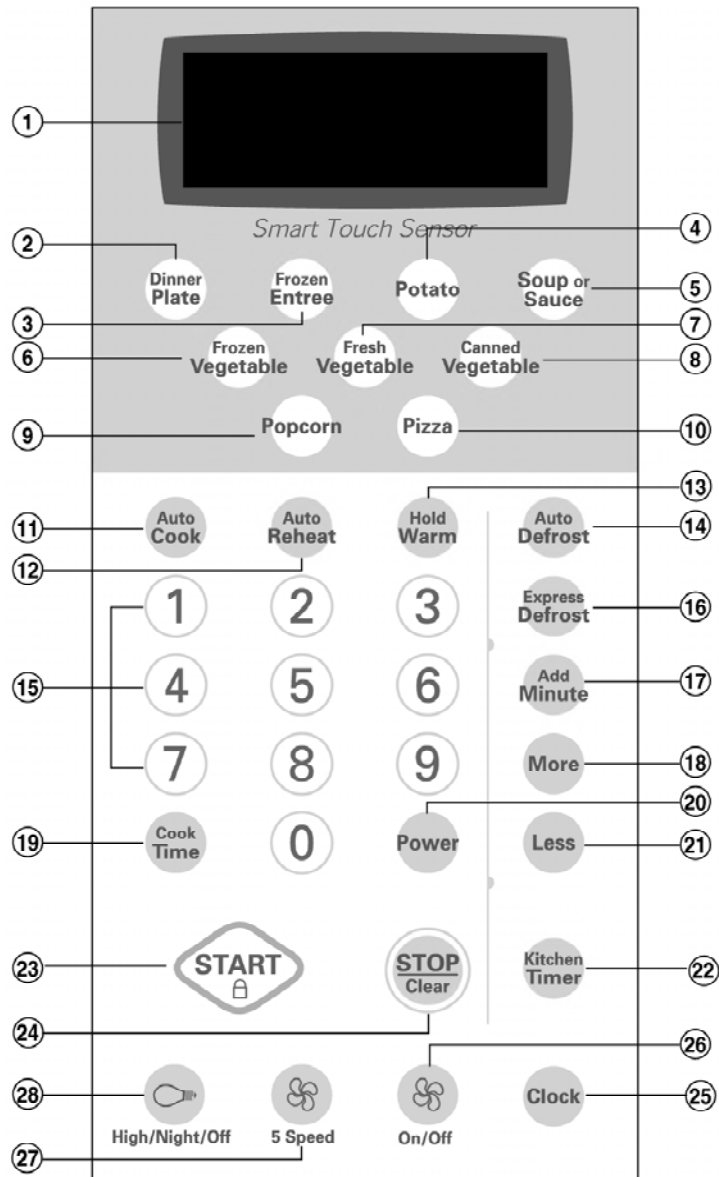 1
Smart Touch Sensor
2
4
Dinner
Plate
Frozen
Entree
Potato
Soup or
Sauce
5
3
7
6
Frozen
Vegetable
Fresh
Vegetable
Canned
Vegetable
8
9
Popcorn
Pizza
10
13
11
Auto
Cook
Auto
Reheat
Hold
Warm
Auto
Defrost
14
12
1
2
3
Express
Defrost
16
15
4
5
6
Add
Minute
17
7
8
9
More
18
20
19
Cook
Time
0
Power
Less
21
23
START
STOP
Clear
Kitchen
Timer
22
24
26
28
Clock
25
High/Night/Off
5 Speed
On/Off
27